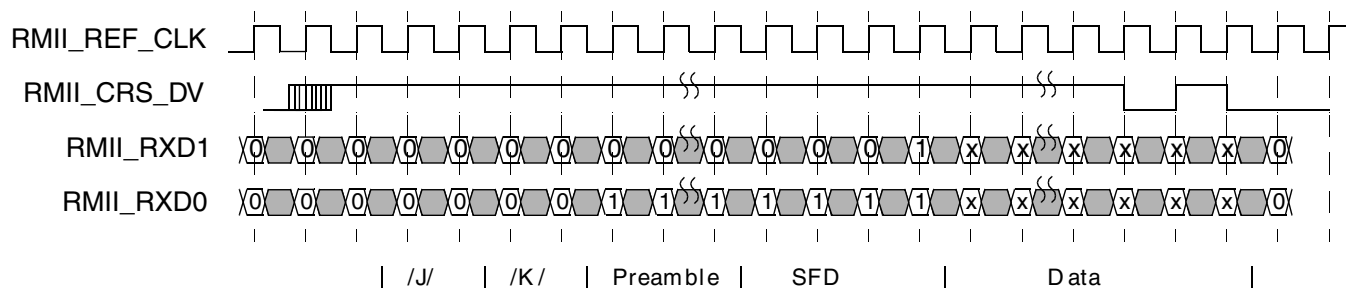 RMII_REF_CLK
RMII_CRS_DV
RMII_RXD1 0 0 0 0 0 0 0 0 0 0 0 0 0 1 x x x x x x 0
RMII_RXD0 0 0 0 0 0 0 0 1 1 1 1 1 1 1 x x x x x x 0
/J/ /K/ Preamble SFD Data